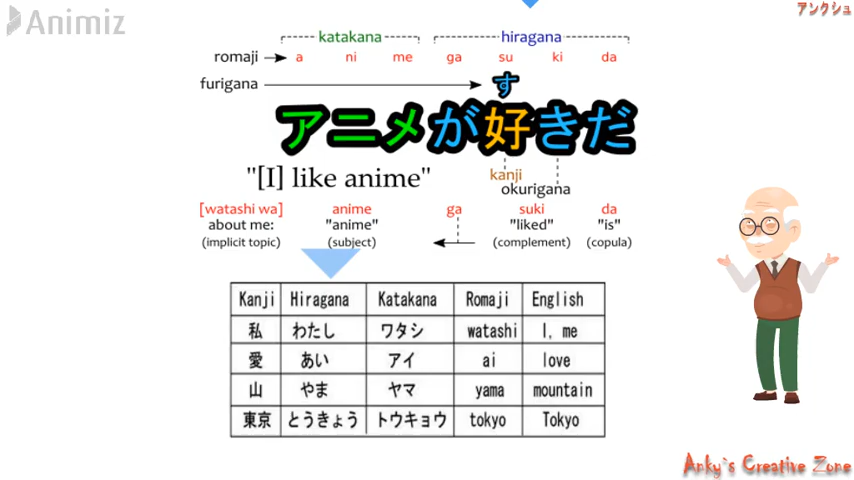 Animiz
アンクシュ
katakana hiragana
romaji a ni me ga su ki da
furigana す
アニメが好きだ
"[I] like anime"
kanji
okurigana
[watashi wa] anime ga suki da
about me: "anime" "liked" "is"
(implicit topic) (subject) (complement) (copula)
Kanji Hiragana Katakana Romaji English
私 わたし ワタシ watashi I, me
愛 あい アイ ai love
山 やま ヤマ yama mountain
東京 とうきょう トウキョウ tokyo Tokyo
Anky`s Creative Zone